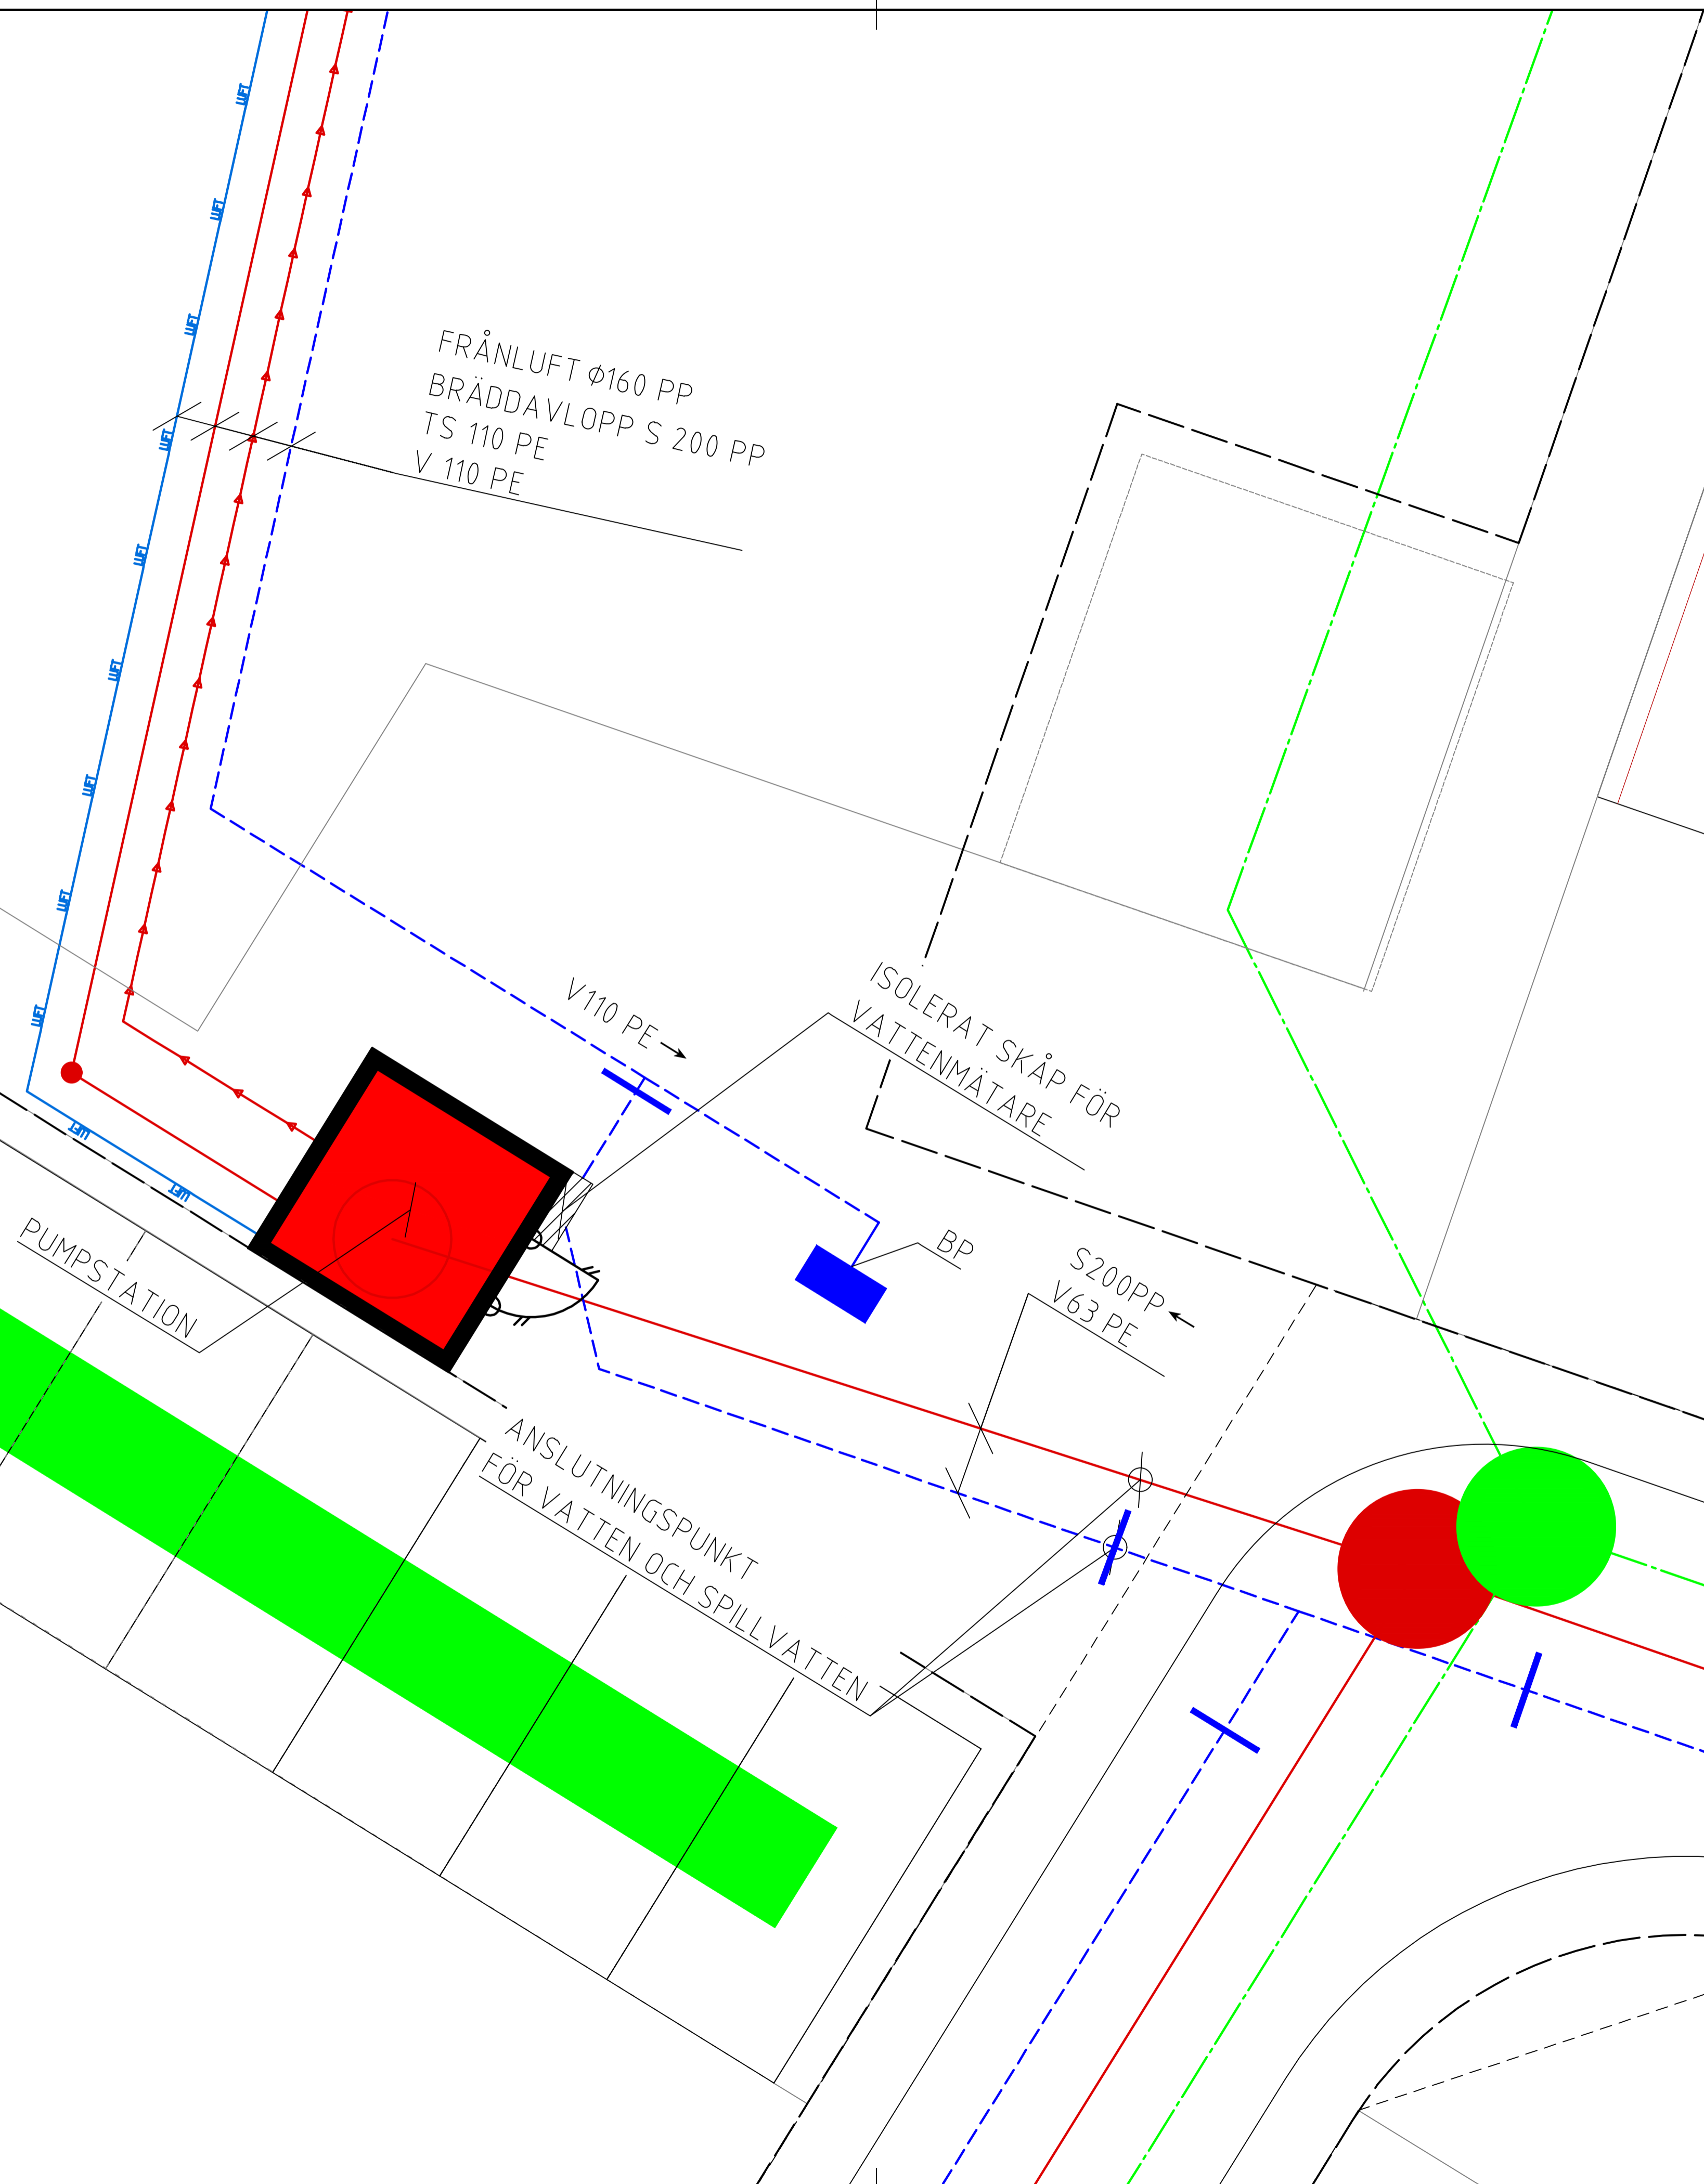 LUFT
LUFT
LUFT
LUFT
LUFT
LUFT
LUFT
LUFT
LUFT
LUFT
LUFT
FRÅNLUFT Ø160 PP
BRÄDDAVLOPP S 200 PP
TS 110 PE
V 110 PE
V110 PE
ISOLERAT SKÅP FÖR
VATTENMÄTARE
BP
S200PP
V63 PE
PUMPSTATION
ANSLUTNINGSPUNKT
FÖR VATTEN OCH SPILLVATTEN